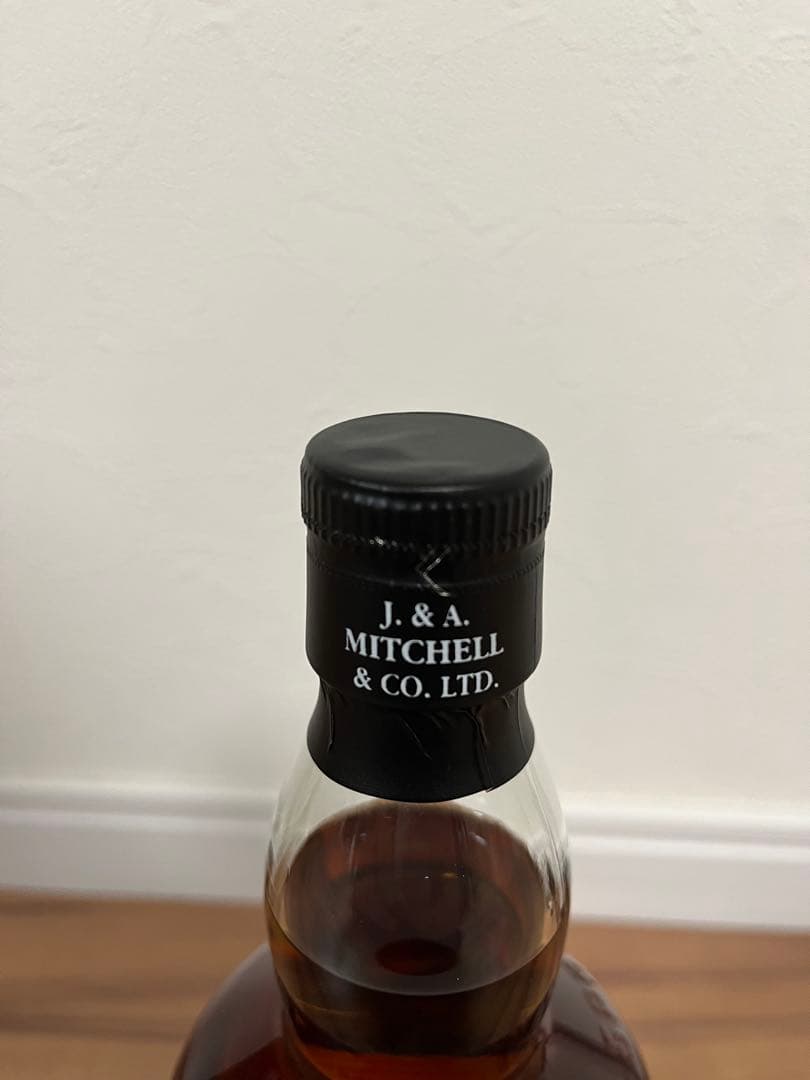 J. & A.
MITCHELL
& CO. LTD.